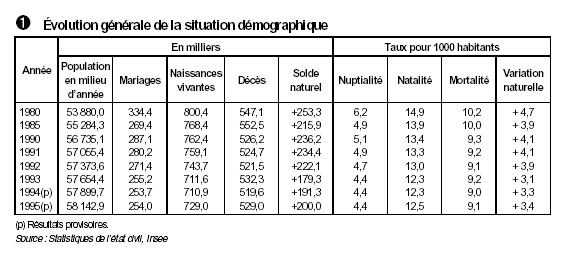 1 Évolution générale de la situation démographique
En milliers Taux pour 1000 habitants
Année Population en milieu d'année Mariages Naissances vivantes Décès Solde naturel Nuptialité Natalité Mortalité Variation naturelle
1980 53 880,0 334,4 800,4 547,1 +253,3 6,2 14,9 10,2 + 4,7
1985 55 284,3 269,4 768,4 552,5 +215,9 4,9 13,9 10,0 + 3,9
1990 56 735,1 287,1 762,4 526,2 +236,2 5,1 13,4 9,3 + 4,1
1991 57 055,4 280,2 759,1 524,7 +234,4 4,9 13,3 9,2 + 4,1
1992 57 373,6 271,4 743,7 521,5 +222,1 4,7 13,0 9,1 + 3,9
1993 57 654,4 255,2 711,6 532,3 +179,3 4,4 12,3 9,2 + 3,1
1994(p) 57 899,7 253,7 710,9 519,6 +191,3 4,4 12,3 9,0 + 3,3
1995(p) 58 142,9 254,0 729,0 529,0 +200,0 4,4 12,5 9,1 + 3,4
(p) Résultats provisoires.
Source : Statistiques de l'état civil, Insee